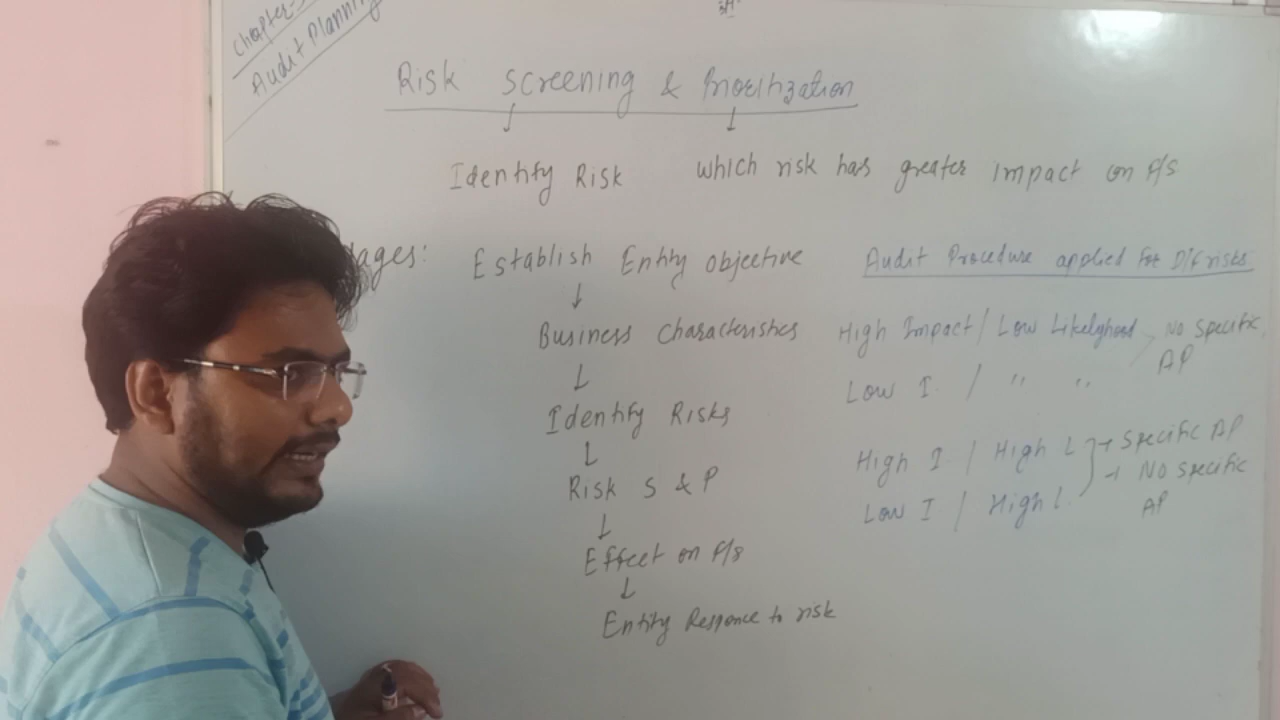 Chapter-
Audit Planning
Risk Screening & Prioritization
Identify Risk which risk has greater impact on F/S
ages: Establish Entity objective
Business Characteristics
Identify Risks
Risk S & P
Effect on F/S
Entity Responce to risk
Audit Procedure applied for Dif risks
High Impact / Low Likelyhood No Specific AP
Low I / " "
High I / High L → Specific AP
Low I / High L → No specific AP